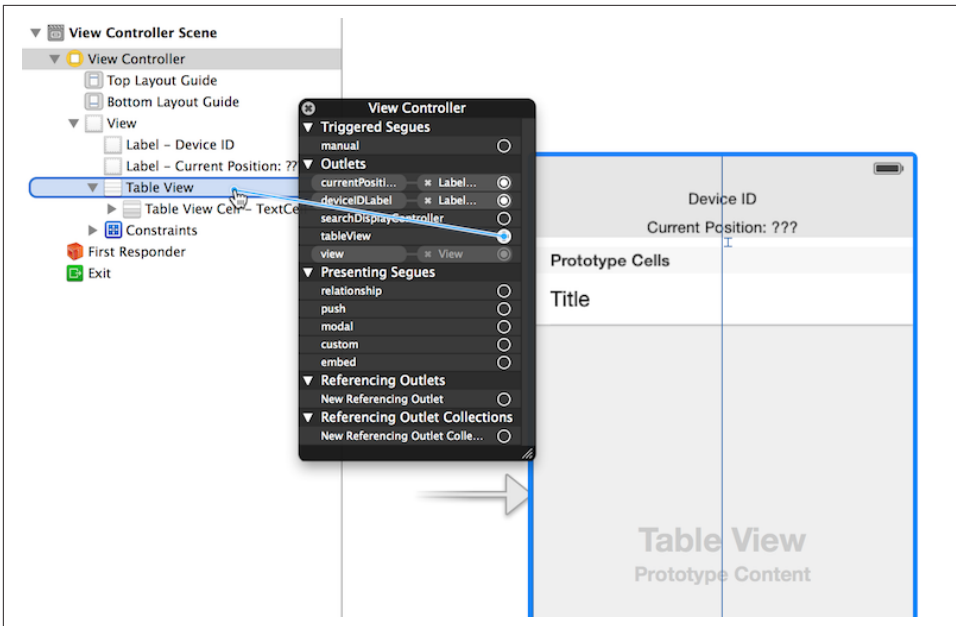 View Controller Scene
View Controller
Top Layout Guide
Bottom Layout Guide
View
Label – Device ID
Label – Current Position: ??
Table View
Table View Cell – TextCe
Constraints
First Responder
Exit
View Controller
Triggered Segues
manual
Outlets
currentPositi... Label...
deviceIDLabel Label...
searchDisplayController
tableView
view View
Presenting Segues
relationship
push
modal
custom
embed
Referencing Outlets
New Referencing Outlet
Referencing Outlet Collections
New Referencing Outlet Colle...
Device ID
Current Position: ???
Prototype Cells
Title
Table View
Prototype Content